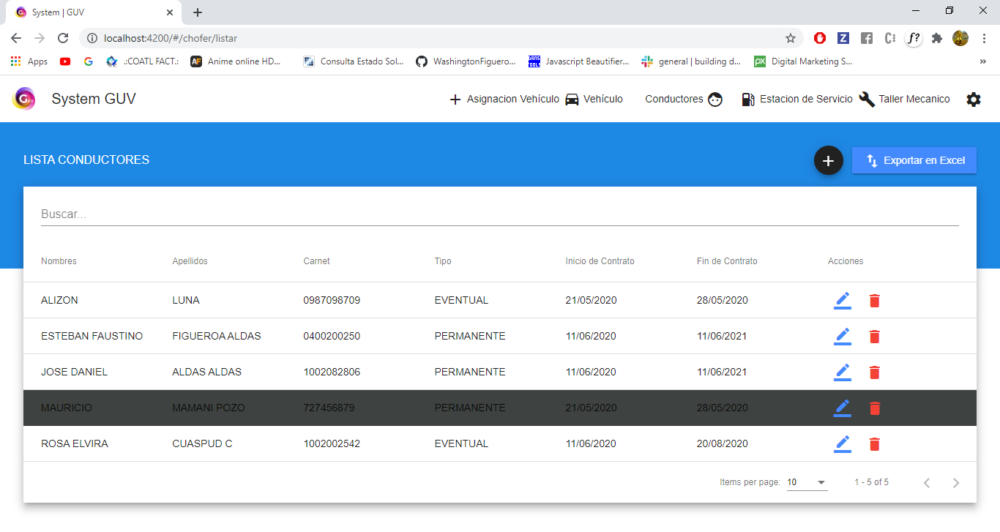 System | GUV
localhost:4200/#/chofer/listar
f?
Apps
.:COATL FACT.:
AF Anime online HD...
Consulta Estado Sol...
WashingtonFigueroa...
DANS TOOLS Javascript Beautifier...
general | building d...
px Digital Marketing S...
»
System GUV
Asignacion Vehículo
Vehículo
Conductores
Estacion de Servicio
Taller Mecanico
LISTA CONDUCTORES
+
Exportar en Excel
Buscar...
Nombres Apellidos Carnet Tipo Inicio de Contrato Fin de Contrato Acciones
ALIZON LUNA 0987098709 EVENTUAL 21/05/2020 28/05/2020
ESTEBAN FAUSTINO FIGUEROA ALDAS 0400200250 PERMANENTE 11/06/2020 11/06/2021
JOSE DANIEL ALDAS ALDAS 1002082806 PERMANENTE 11/06/2020 11/06/2021
MAURICIO MAMANI POZO 727456879 PERMANENTE 21/05/2020 28/05/2020
ROSA ELVIRA CUASPUD C 1002002542 EVENTUAL 11/06/2020 20/08/2020
Items per page: 10 1 - 5 of 5